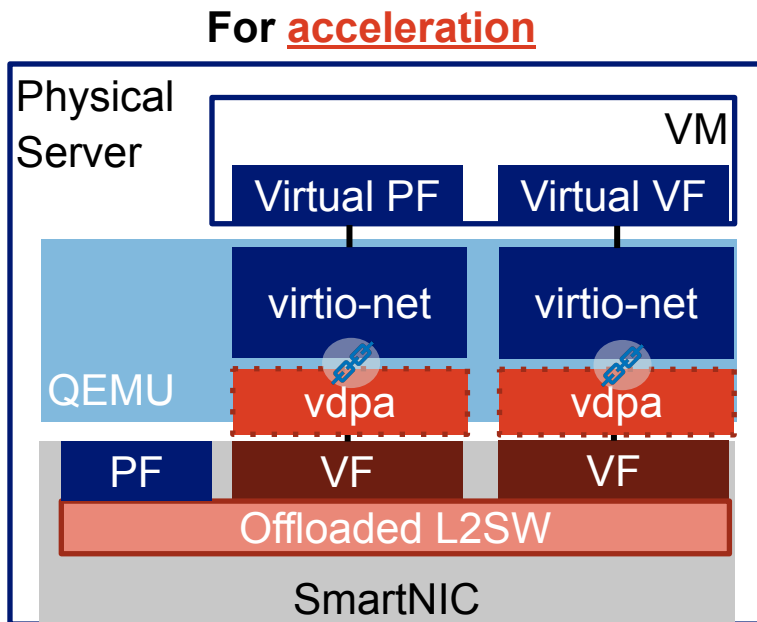 For acceleration
Physical
Server
VM
Virtual PF
Virtual VF
virtio-net
virtio-net
QEMU
vdpa
vdpa
PF
VF
VF
Offloaded L2SW
SmartNIC